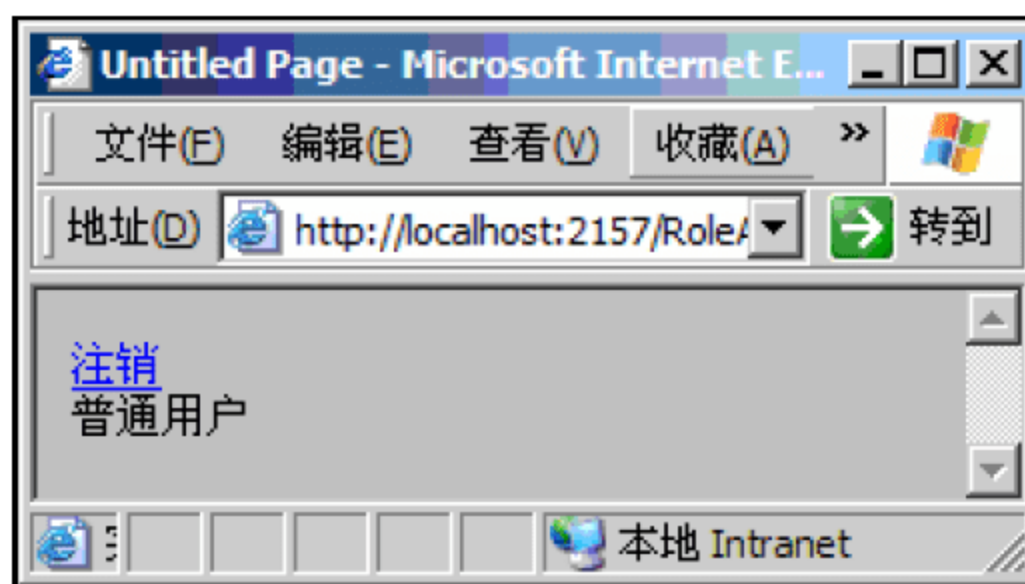 Untitled Page - Microsoft Internet E...
文件(F) 编辑(E) 查看(V) 收藏(A) »
地址(D) http://localhost:2157/Role 转到
注销
普通用户
本地 Intranet